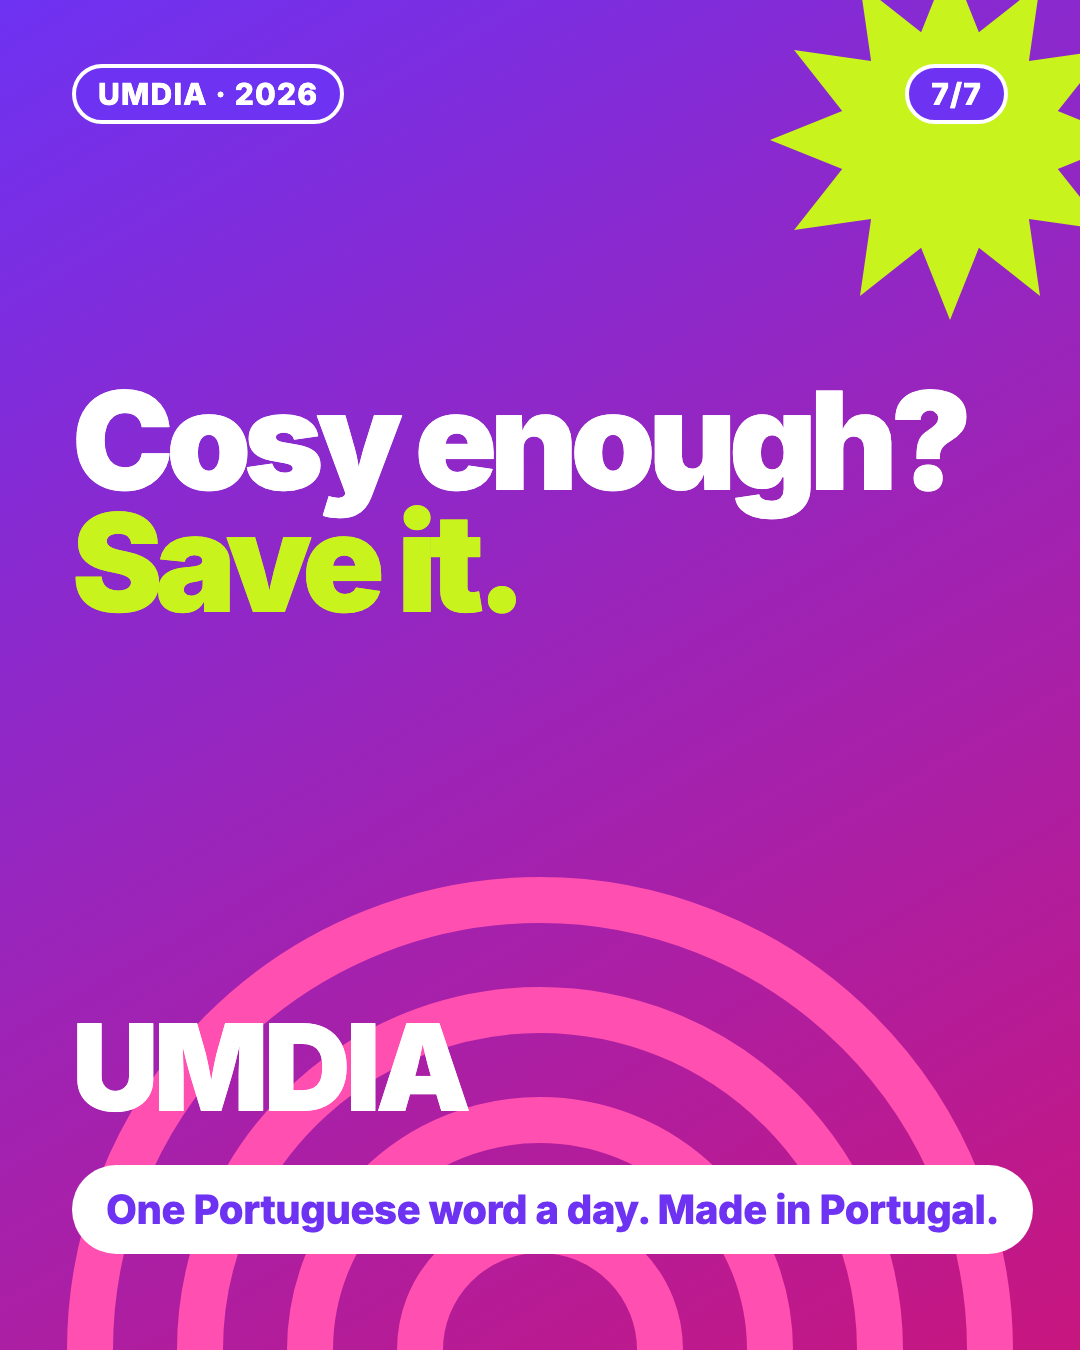 UMDIA · 2026
7/7
Cosy enough?
Save it.
UMDIA
One Portuguese word a day. Made in Portugal.